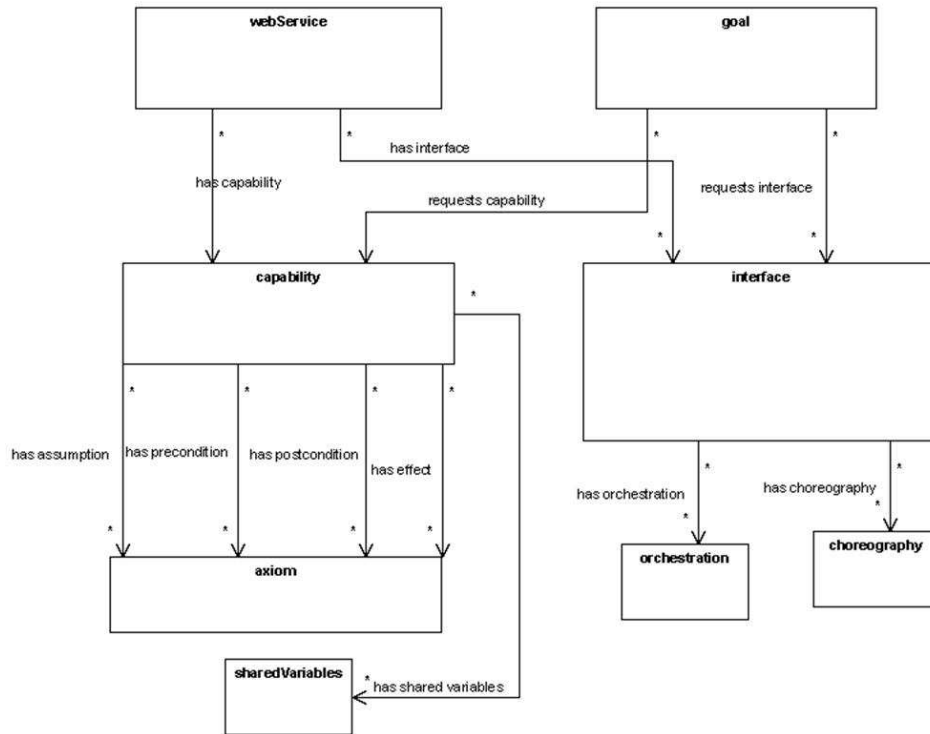 webService
goal
*
*
*
*
has interface
has capability
requests capability
requests interface
*
*
capability
interface
*
*
*
*
*
has assumption
has precondition
has postcondition
has effect
*
*
*
*
*
*
has orchestration
has choreography
*
*
axiom
orchestration
choreography
sharedVariables
*
has shared variables